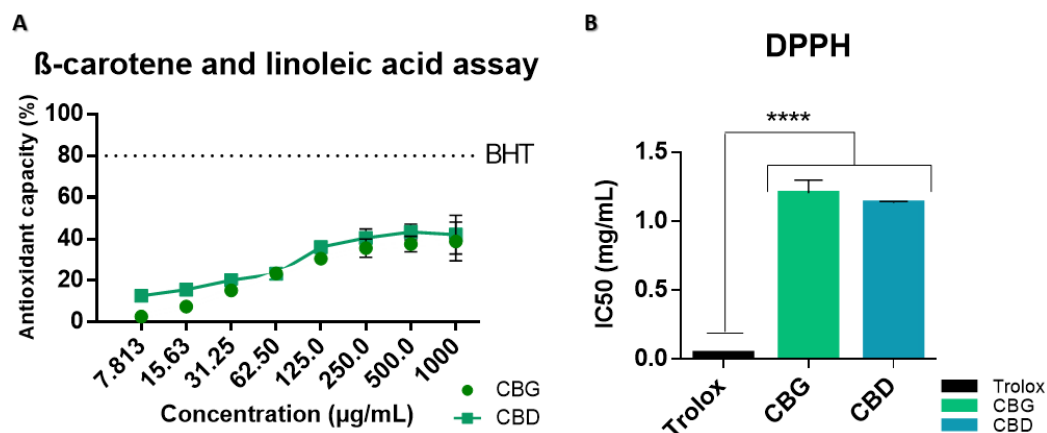 A
ß-carotene and linoleic acid assay
Antioxidant capacity (%)
100
80
60
40
20
0
BHT
7.813
15.63
31.25
62.50
125.0
250.0
500.0
1000
Concentration (µg/mL)
CBG
CBD
B
DPPH
****
IC50 (mg/mL)
1.5
1.0
0.5
0.0
Trolox
CBG
CBD
Trolox
CBG
CBD